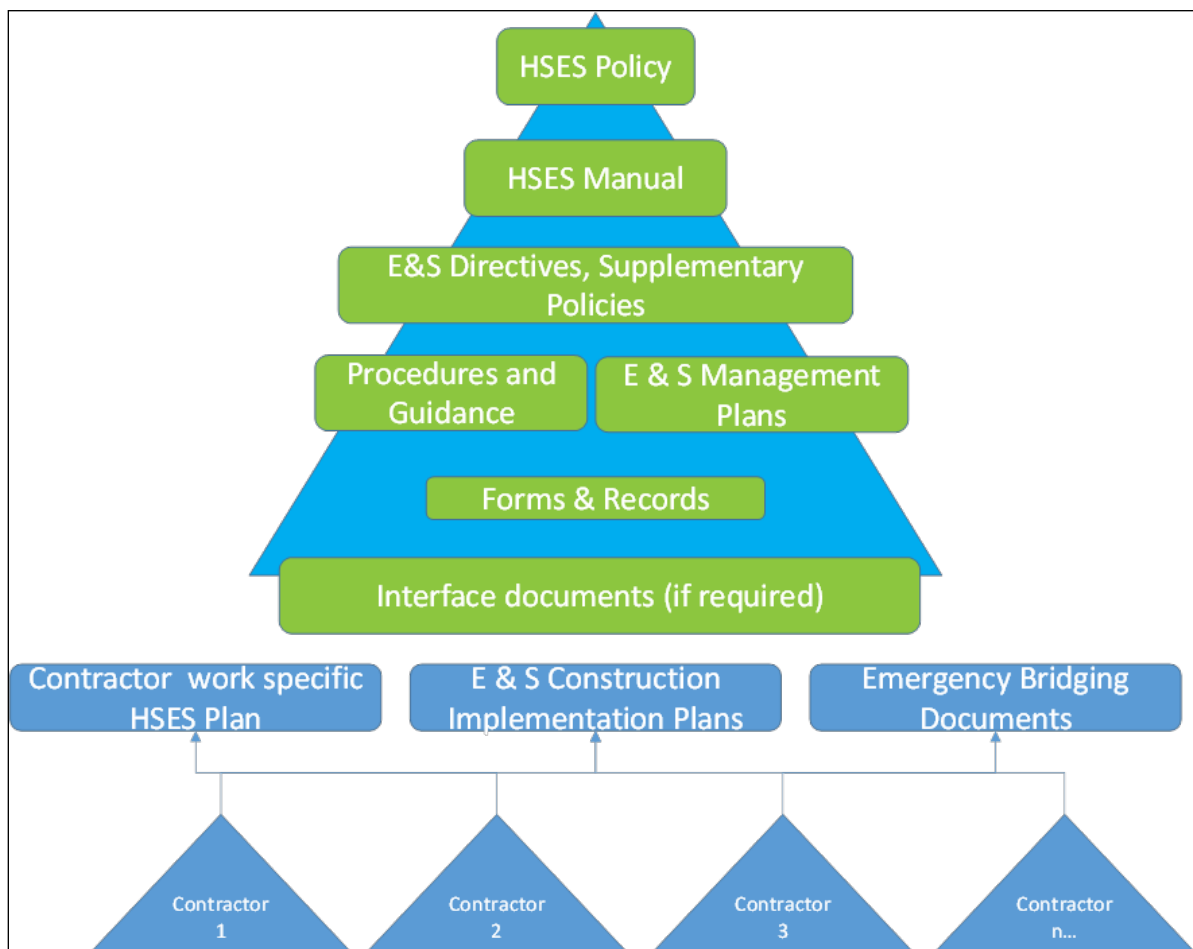 HSES Policy
HSES Manual
E&S Directives, Supplementary
Policies
Procedures and
Guidance
E & S Management
Plans
Forms & Records
Interface documents (if required)
Contractor work specific
HSES Plan
E & S Construction
Implementation Plans
Emergency Bridging
Documents
Contractor
1
Contractor
2
Contractor
3
Contractor
n...